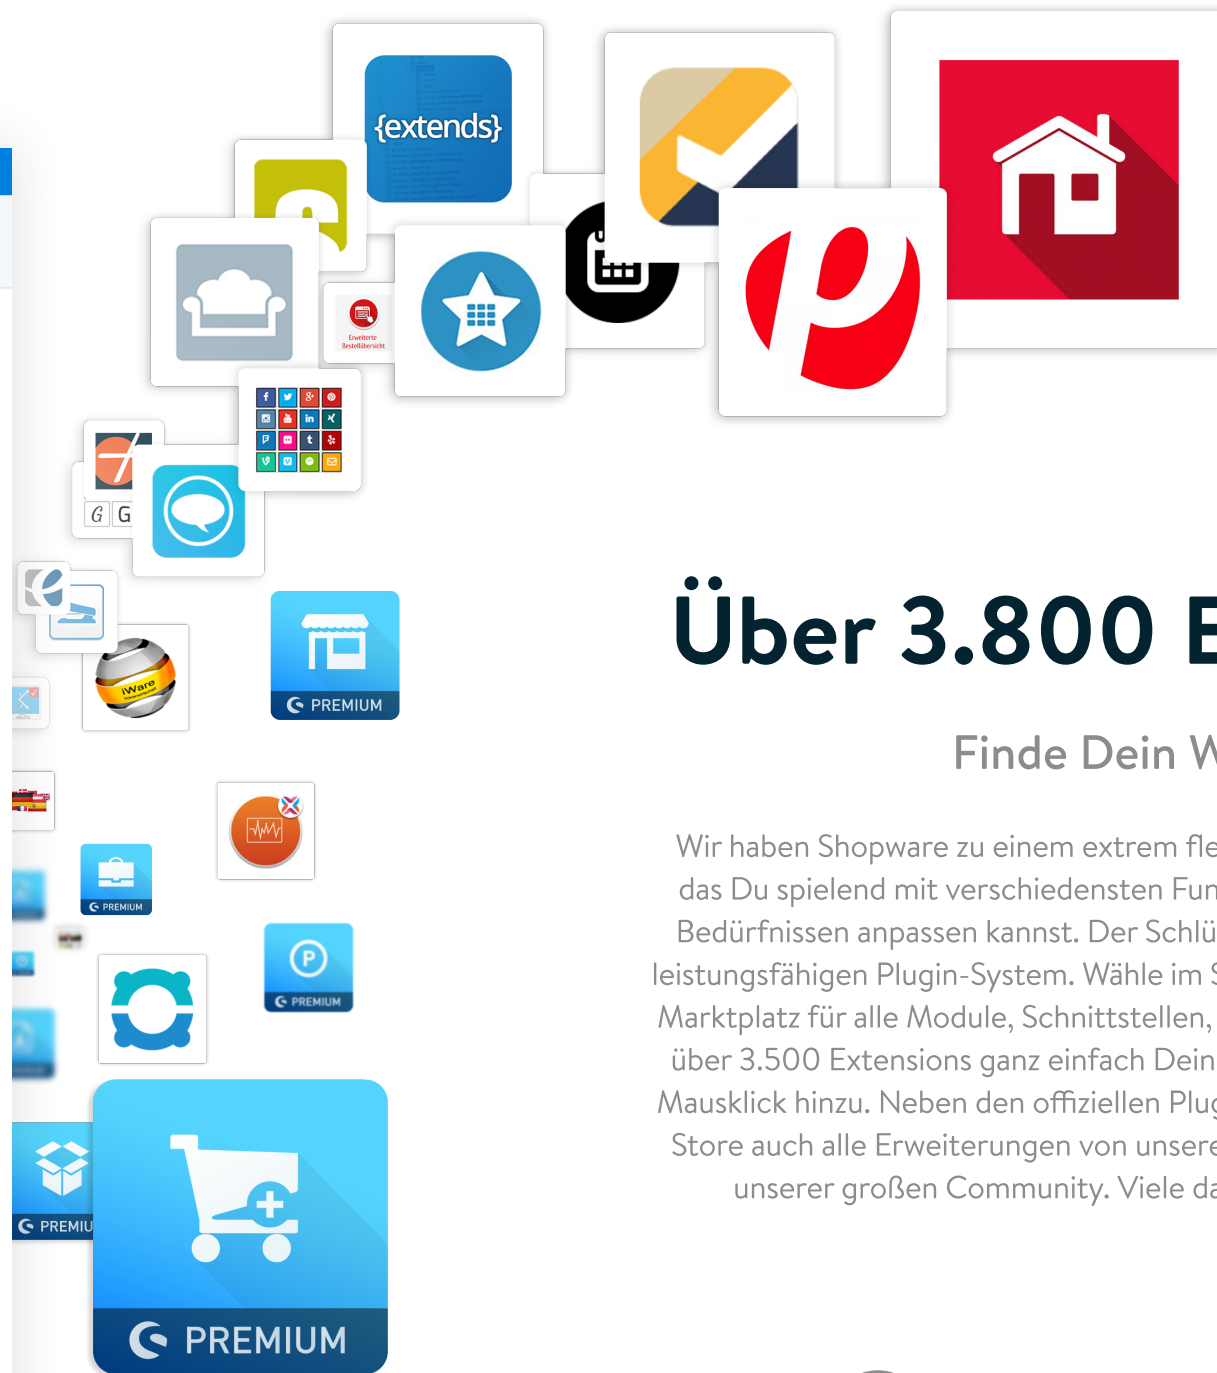 {extends}
Erweiterte
Bestellübersicht
G G
iWare
PREMIUM
PREMIUM
PREMIUM
PREMIU
PREMIUM
Über 3.800 E
Finde Dein W
Wir haben Shopware zu einem extrem fle
das Du spielend mit verschiedensten Fun
Bedürfnissen anpassen kannst. Der Schlü
leistungsfähigen Plugin-System. Wähle im S
Marktplatz für alle Module, Schnittstellen,
über 3.500 Extensions ganz einfach Dein
Mausklick hinzu. Neben den offiziellen Plug
Store auch alle Erweiterungen von unsere
unserer großen Community. Viele da